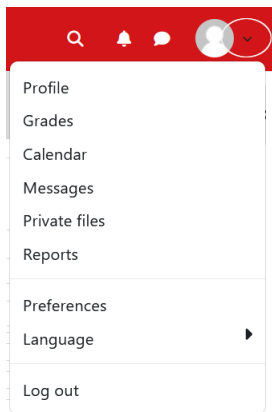 Profile
Grades
Calendar
Messages
Private files
Reports
Preferences
Language
Log out